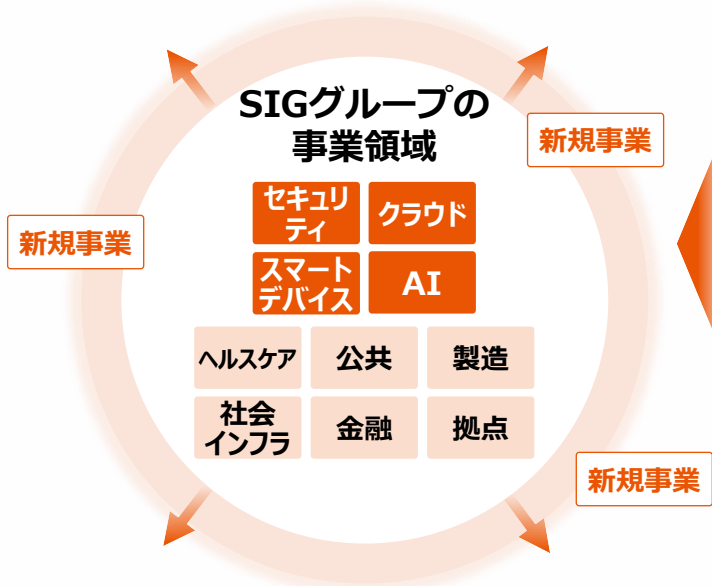 SIGグループの
事業領域
新規事業
セキュリ
ティ
クラウド
新規事業
スマート
デバイス
AI
ヘルスケア
公共
製造
社会
インフラ
金融
拠点
新規事業